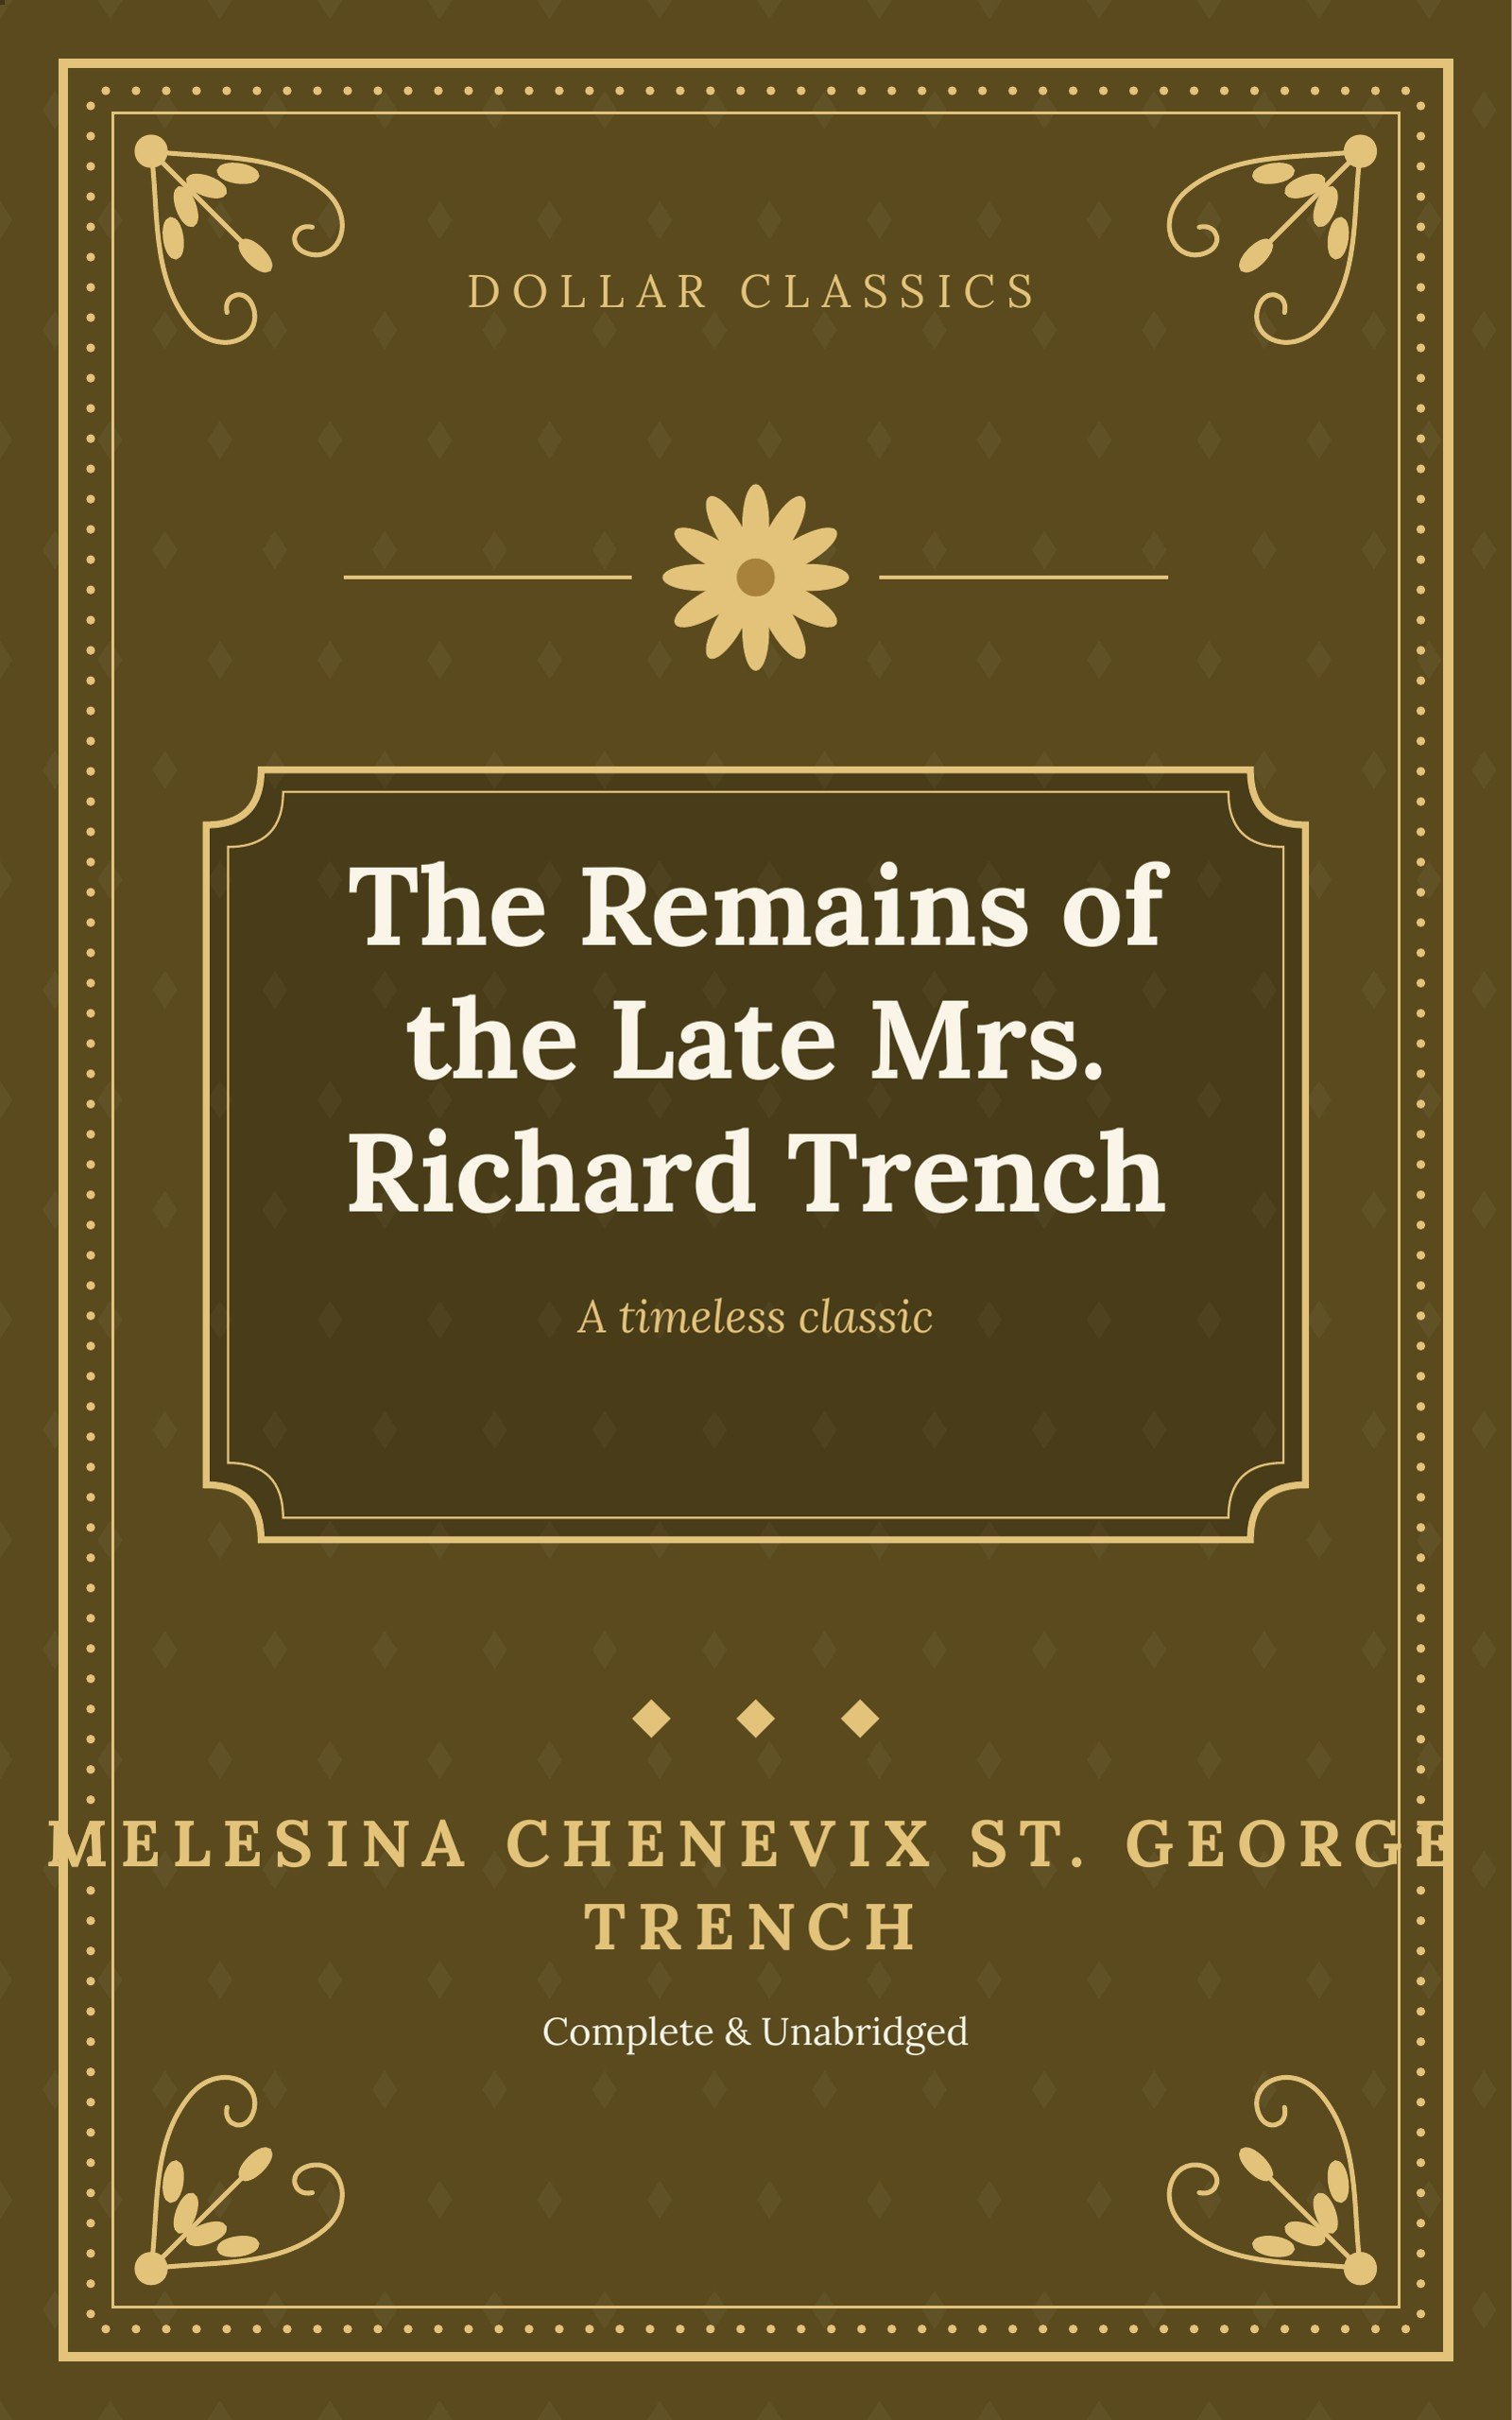 DOLLAR CLASSICS
The Remains of
the Late Mrs.
Richard Trench
A timeless classic
MELESINA CHENEVIX ST. GEORGE
TRENCH
Complete & Unabridged